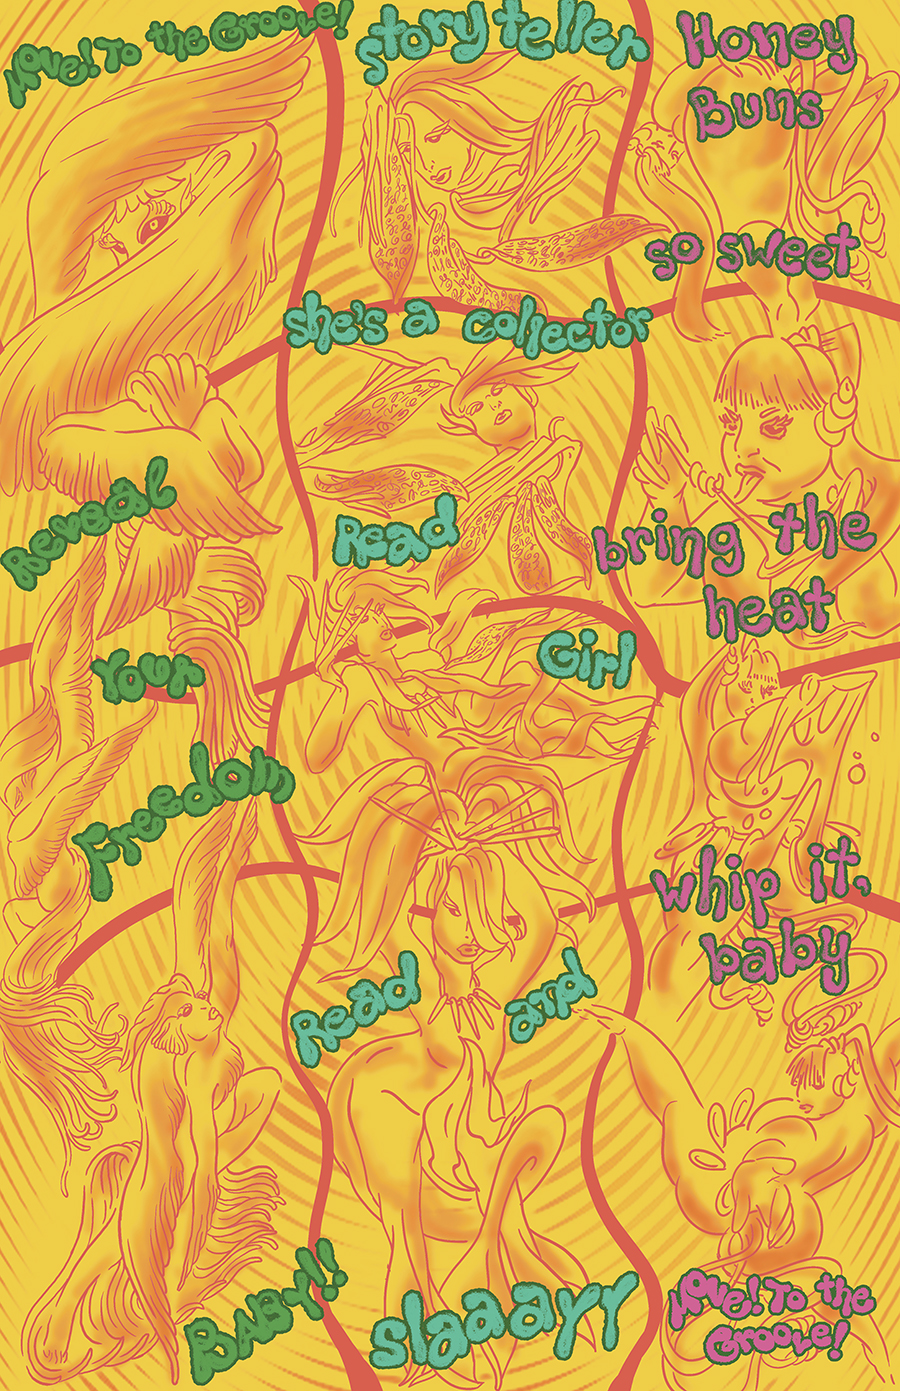 Move! To the Groove!
Reveal
Your
Freedom
BABY!!
storyteller
she's a collector
Read
Girl
Read and
slaaayy
Honey
Buns
so sweet
bring the
heat
whip it,
baby
Move! To the
Groove!